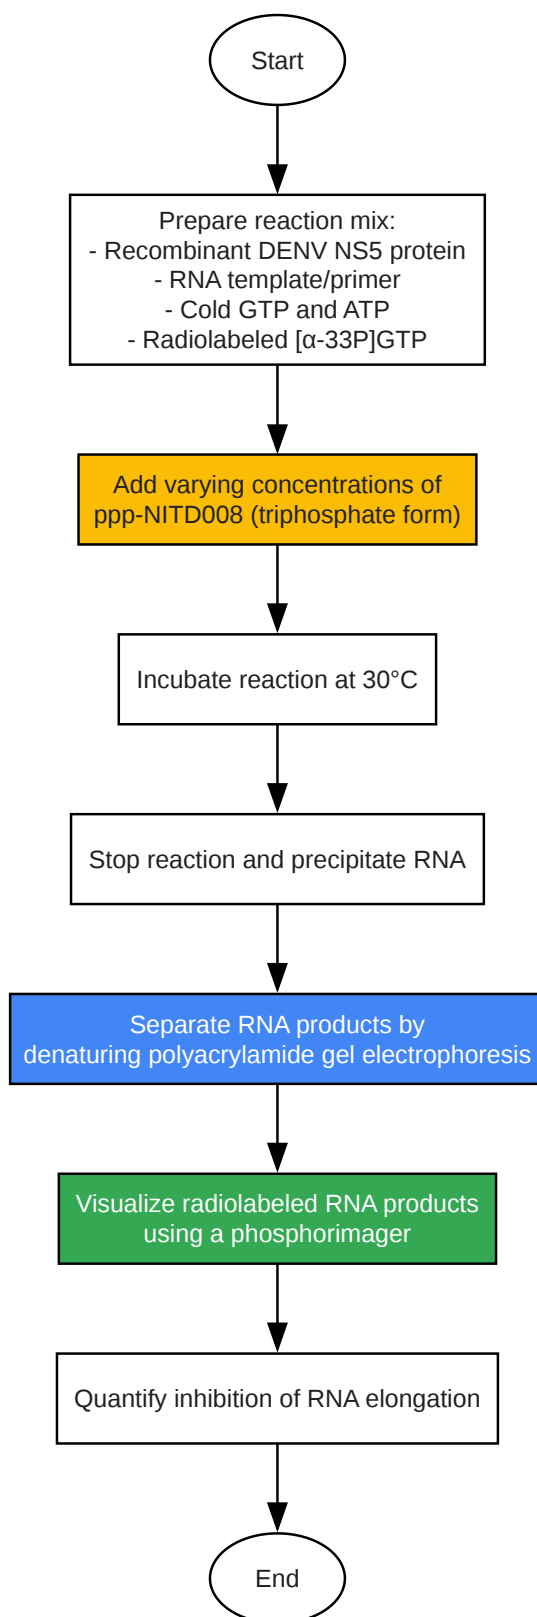 Start
Prepare reaction mix:
- Recombinant DENV NS5 protein
- RNA template/primer
- Cold GTP and ATP
- Radiolabeled [α-33P]GTP
Add varying concentrations of
ppp-NITD008 (triphosphate form)
Incubate reaction at 30°C
Stop reaction and precipitate RNA
Separate RNA products by
denaturing polyacrylamide gel electrophoresis
Visualize radiolabeled RNA products
using a phosphorimager
Quantify inhibition of RNA elongation
End